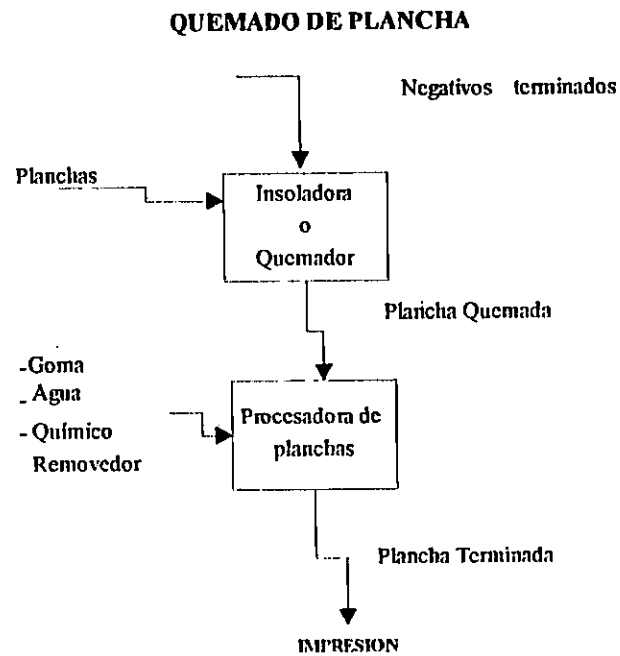 QUEMADO DE PLANCHA
Negativos terminados
Planchas
Insoladora
o
Quemador
Plancha Quemada
-Goma
- Agua
- Químico
Removedor
Procesadora de
planchas
Plancha Terminada
IMPRESION